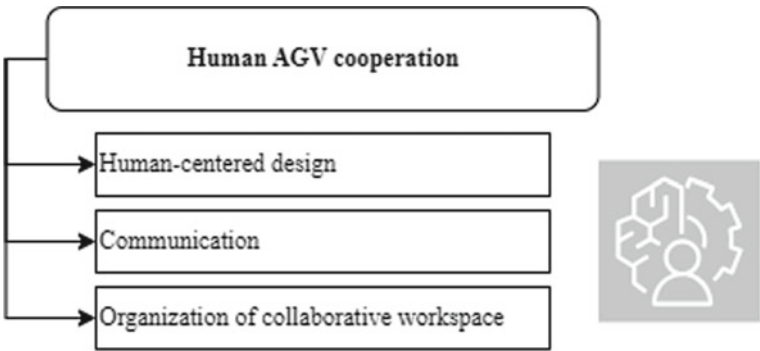 Human AGV cooperation
Human-centered design
Communication
Organization of collaborative workspace